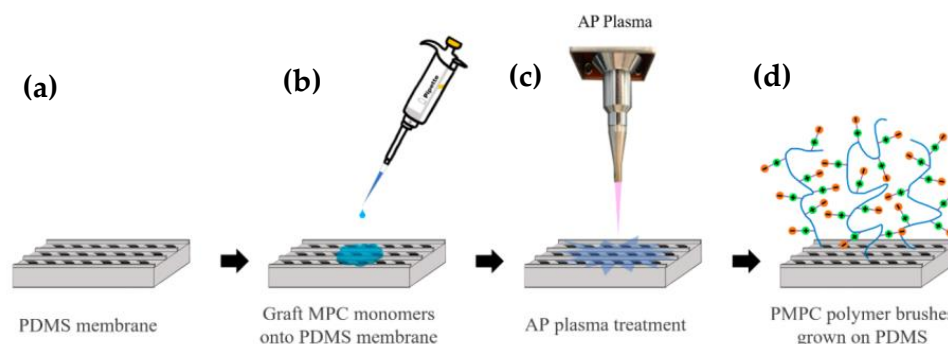 AP Plasma
(a)
(b)
(c)
(d)
Pipette
PDMS membrane
Graft MPC monomers
onto PDMS membrane
AP plasma treatment
PMPC polymer brushes
grown on PDMS